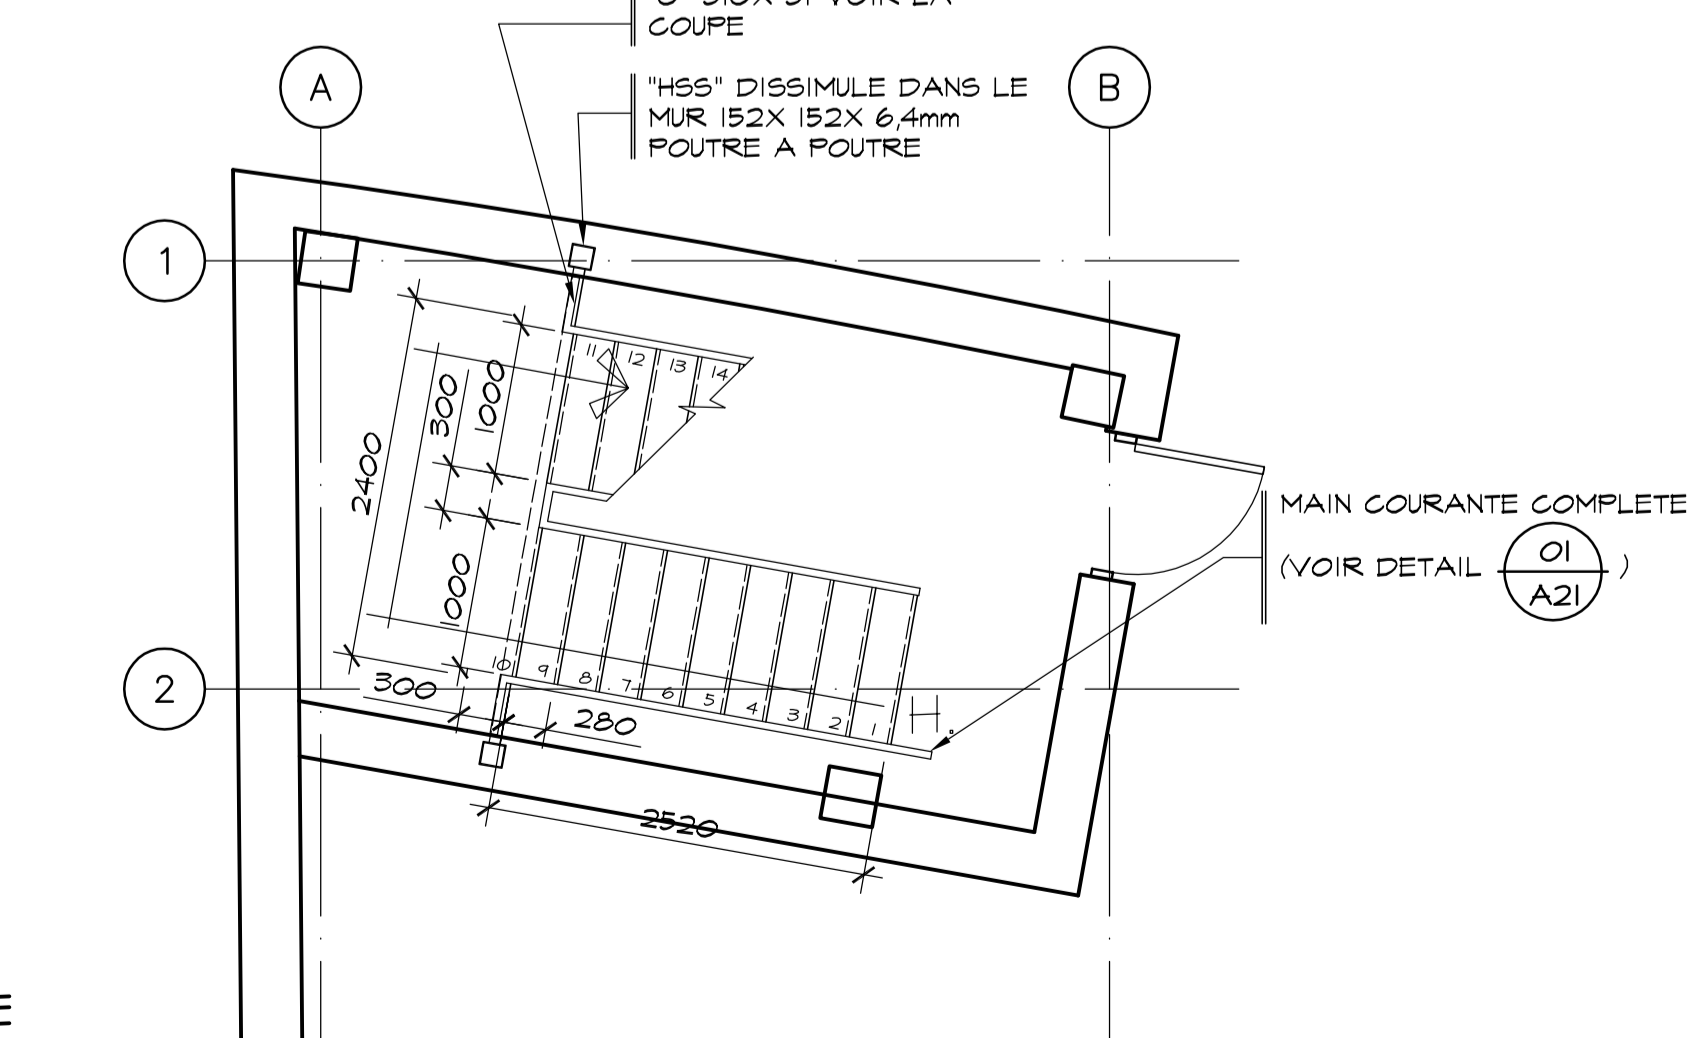 COUPE
"HSS" DISSIMULE DANS LE
MUR 152X 152X 6,4mm
POUTRE A POUTRE
A
B
1
2
11
12
13
14
1000
300
2400
1000
300
280
2520
10
9
8
7
6
5
4
3
2
1
H.
MAIN COURANTE COMPLETE
(VOIR DETAIL 01 )
A21